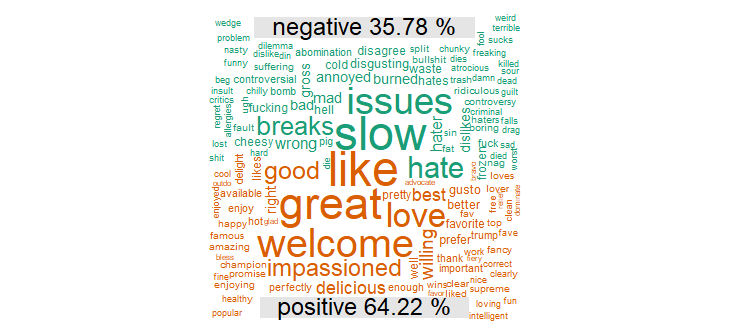 negative 35.78 %
wedge
weird
terrible
problem
dilemma
abomination
disagree
split
chunky
fool
sucks
nasty
dislike
din
bullshit
dies
freaking
funny
suffering
gross
cold
disgusting
waste
atrocious
killed
sour
beg
controversial
annoyed
burned
hates
trash
damn
dead
insult
chilly
bomb
ridiculous
guilt
critics
ugh
fucking
bad
mad
hell
issues
controversy
criminal
regret
allergies
fault
breaks
slow
hater
sin
dislikes
haters
falls
boring
drag
lost
cheesy
wrong
pig
fat
frozen
fuck
sad
shit
hard
die
hate
died
nag
worst
delight
likes
good
like
bravo
loves
cool
outdo
advocate
enjoyed
available
right
great
pretty
best
gusto
lover
free
clean
dominate
enjoy
love
better
fav
happy
hot
glad
welcome
willing
favorite
top
famous
prefer
trump
fave
amazing
bless
well
thank
work
fancy
champion
impassioned
important
fiery
correct
fine
promise
nice
clearly
enjoying
perfectly
delicious
enough
wins
clear
supreme
healthy
favor
liked
loving
fun
popular
intelligent
positive 64.22 %